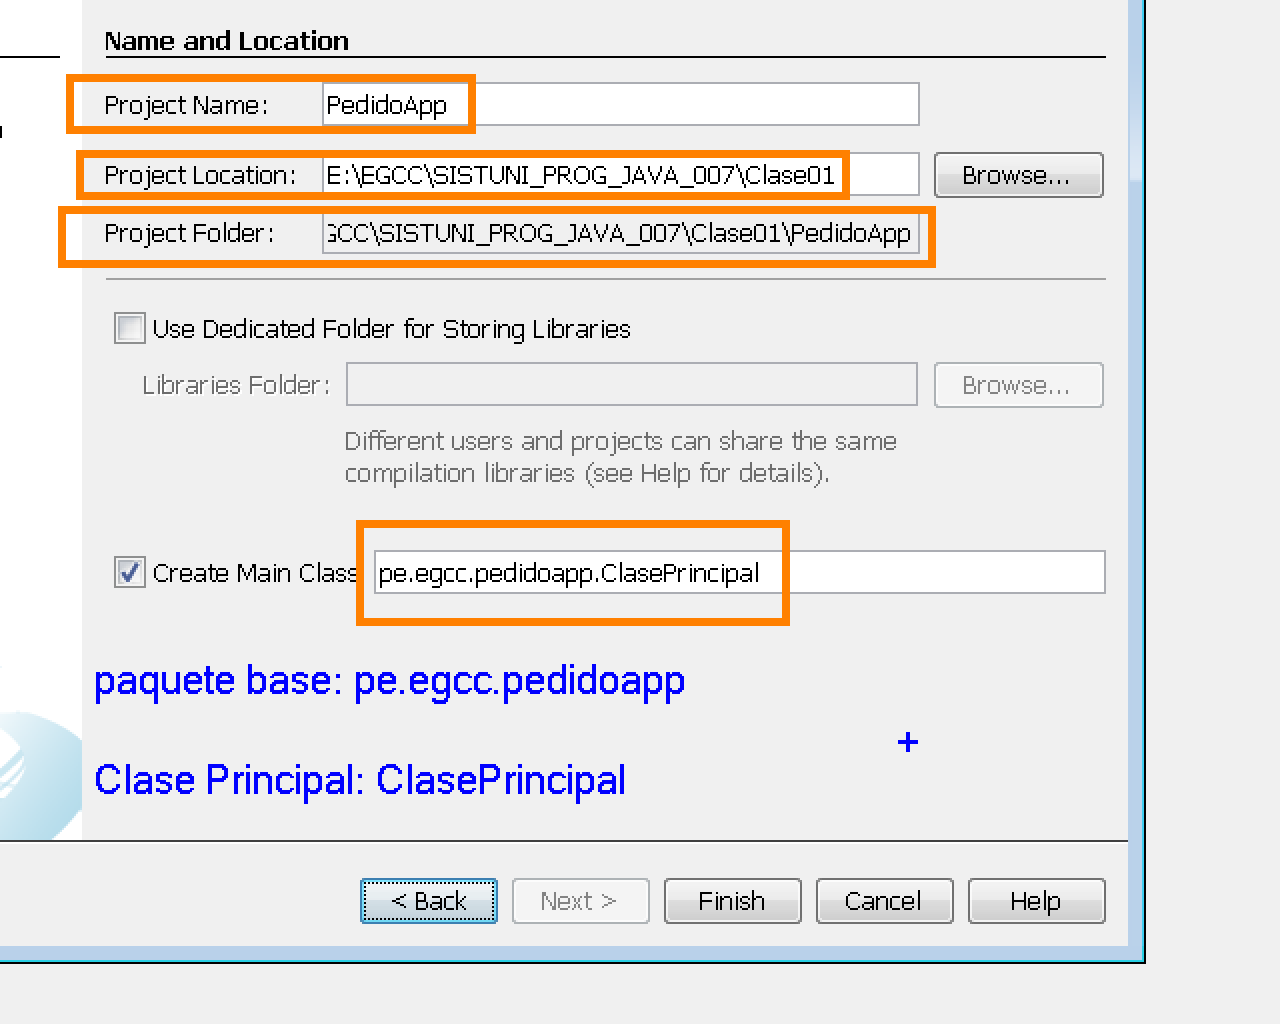 Name and Location
Project Name: PedidoApp
Project Location: E:\EGCC\SISTUNI_PROG_JAVA_007\Clase01 Browse...
Project Folder: GCC\SISTUNI_PROG_JAVA_007\Clase01\PedidoApp
Use Dedicated Folder for Storing Libraries
Libraries Folder: Browse...
Different users and projects can share the same
compilation libraries (see Help for details).
Create Main Class pe.egcc.pedidoapp.ClasePrincipal
paquete base: pe.egcc.pedidoapp
+
Clase Principal: ClasePrincipal
< Back Next > Finish Cancel Help